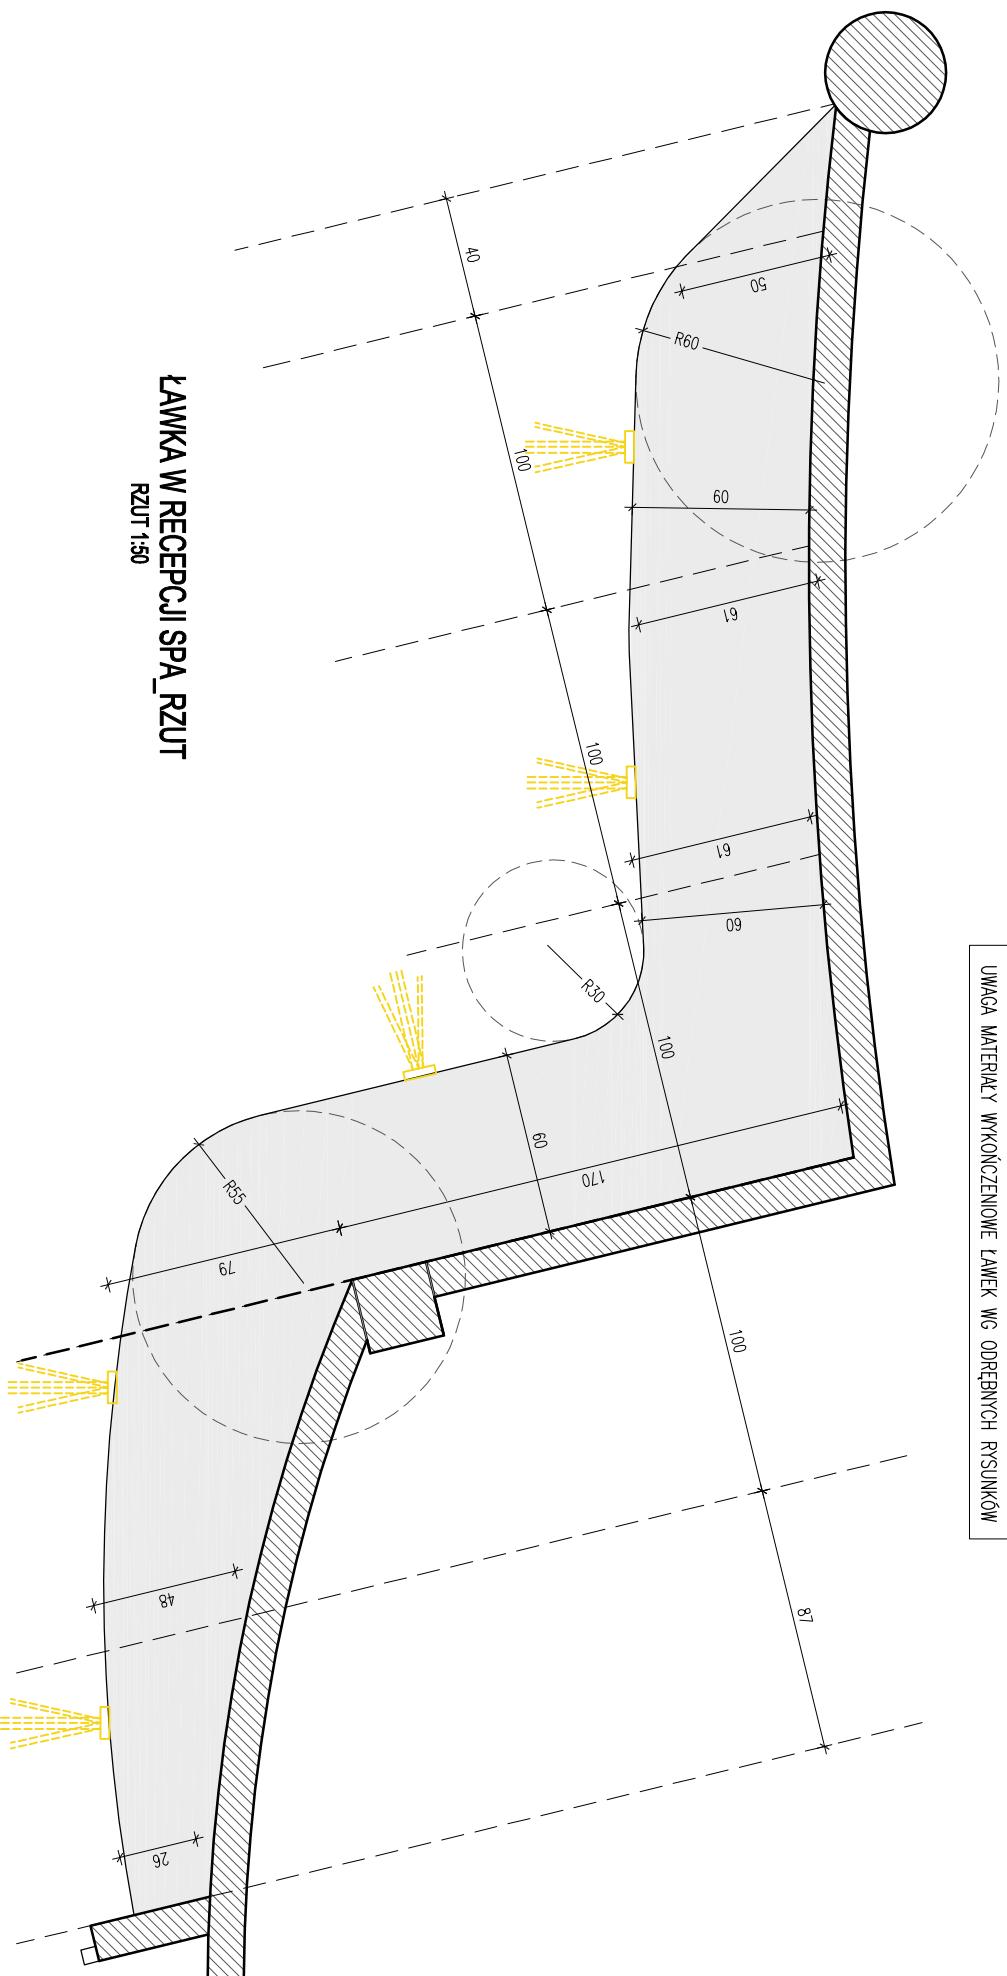 ŁAWKA W RECEPCJI SPA_RZUT
RZUT 1:50
UWAGA MATERIAŁY WYKOŃCZENIOWE ŁAWEK WG ODRĘBNYCH RYSUNKÓW
40
100
100
100
100
87
50
R60
60
61
61
60
R30
60
170
R55
79
48
26